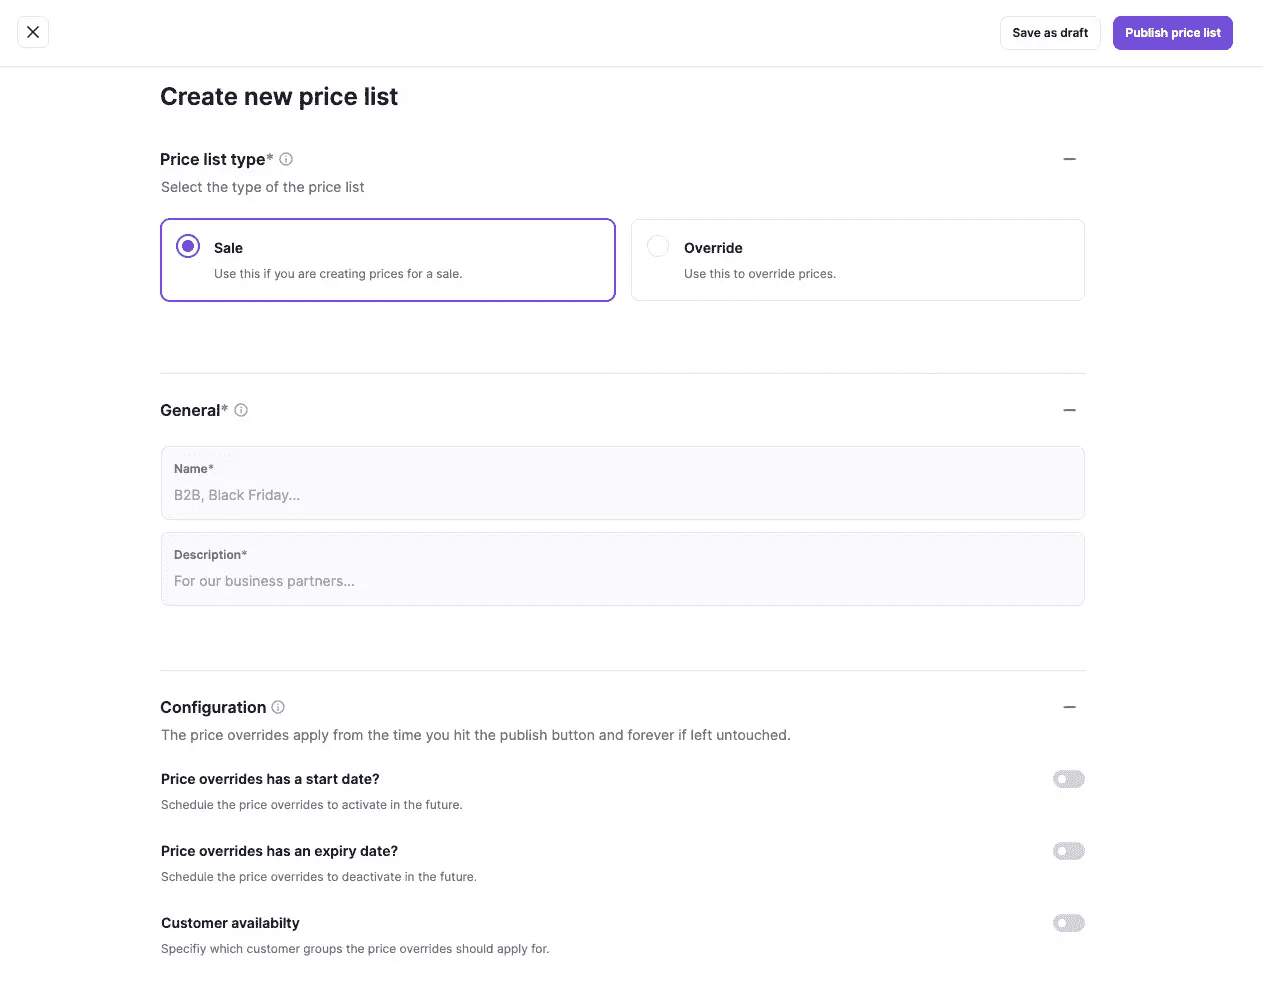 Save as draft
Publish price list
Create new price list
Price list type*
Select the type of the price list
Sale
Use this if you are creating prices for a sale.
Override
Use this to override prices.
General*
Name*
B2B, Black Friday...
Description*
For our business partners...
Configuration
The price overrides apply from the time you hit the publish button and forever if left untouched.
Price overrides has a start date?
Schedule the price overrides to activate in the future.
Price overrides has an expiry date?
Schedule the price overrides to deactivate in the future.
Customer availabilty
Specifiy which customer groups the price overrides should apply for.